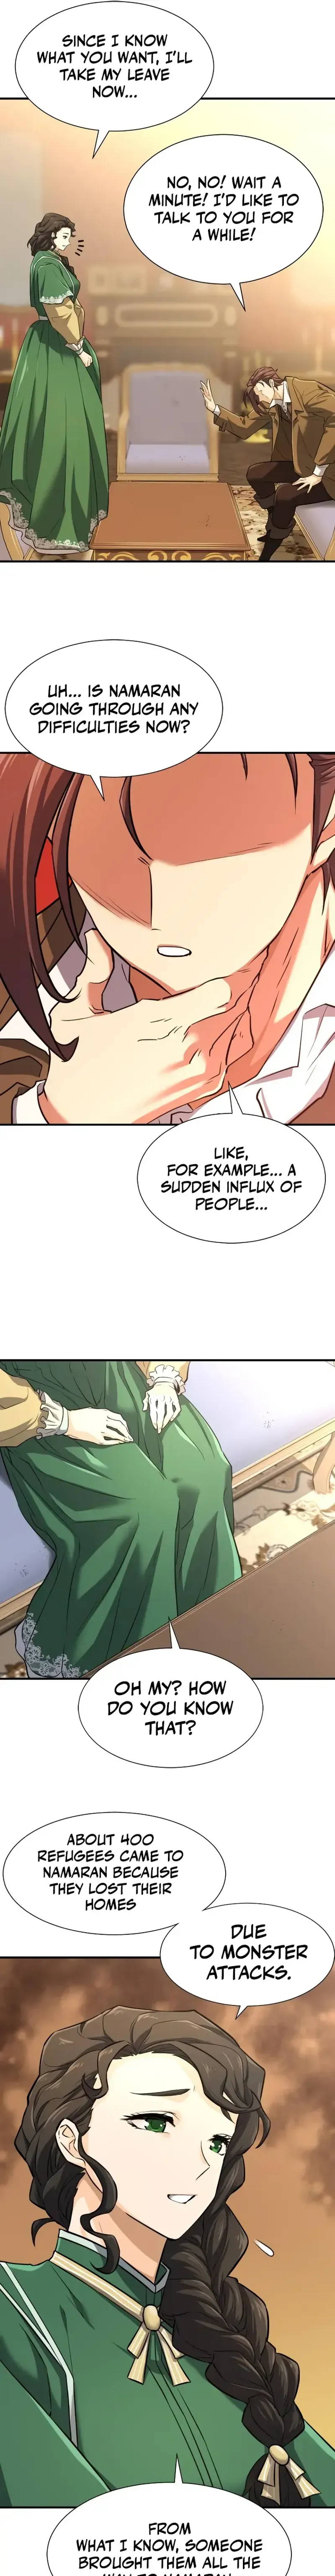 SINCE I KNOW
WHAT YOU WANT, I'LL
TAKE MY LEAVE
NOW...
NO, NO! WAIT A
MINUTE! I'D LIKE TO
TALK TO YOU FOR
A WHILE!
UH... IS NAMARAN
GOING THROUGH ANY
DIFFICULTIES NOW?
LIKE,
FOR EXAMPLE... A
SUDDEN INFLUX OF
PEOPLE...
OH MY? HOW
DO YOU KNOW
THAT?
ABOUT 400
REFUGEES CAME TO
NAMARAN BECAUSE
THEY LOST THEIR
HOMES
DUE
TO MONSTER
ATTACKS.
FROM
WHAT I KNOW, SOMEONE
BROUGHT THEM ALL THE
WAY TO NAMARAN